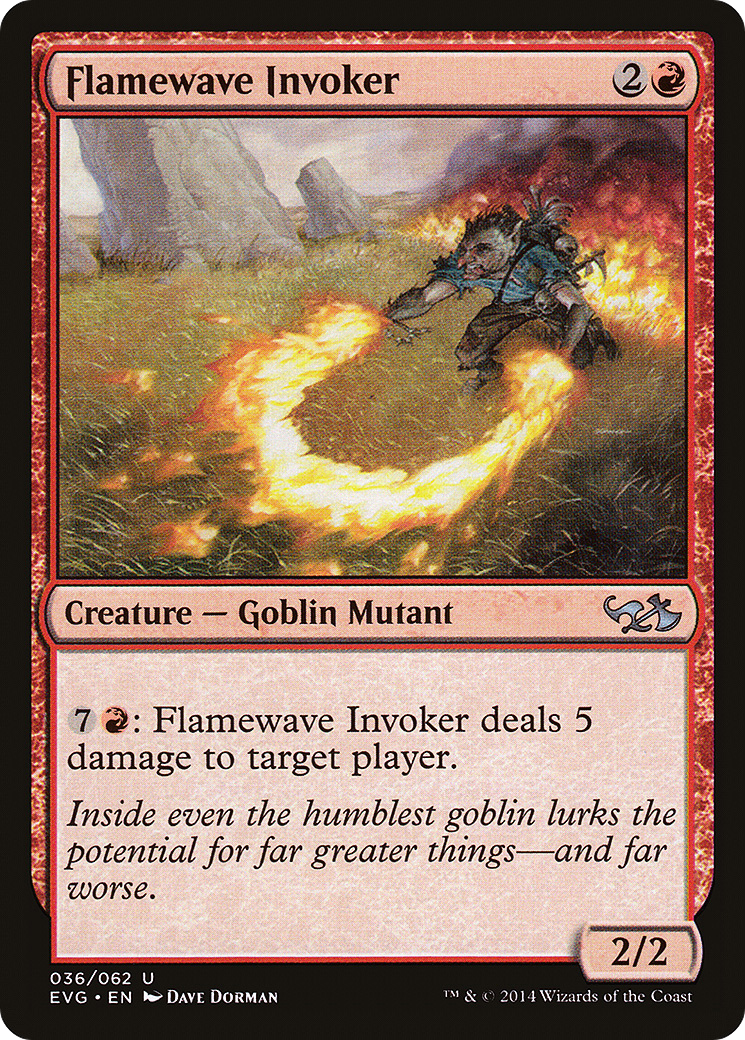 Flamewave Invoker 2
Creature — Goblin Mutant
7 : Flamewave Invoker deals 5
damage to target player.
Inside even the humblest goblin lurks the
potential for far greater things—and far
worse.
2/2
036/062 U
EVG • EN Dave Dorman
™ & © 2014 Wizards of the Coast